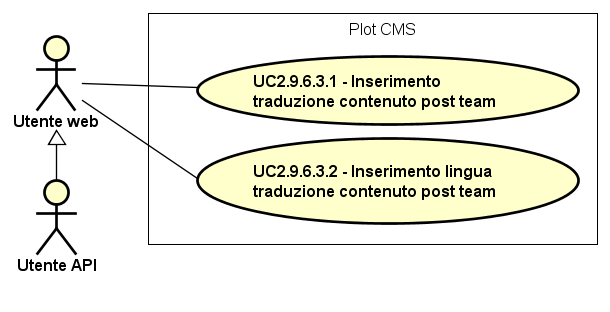 Plot CMS
UC2.9.6.3.1 - Inserimento
traduzione contenuto post team
Utente web
UC2.9.6.3.2 - Inserimento lingua
traduzione contenuto post team
Utente API